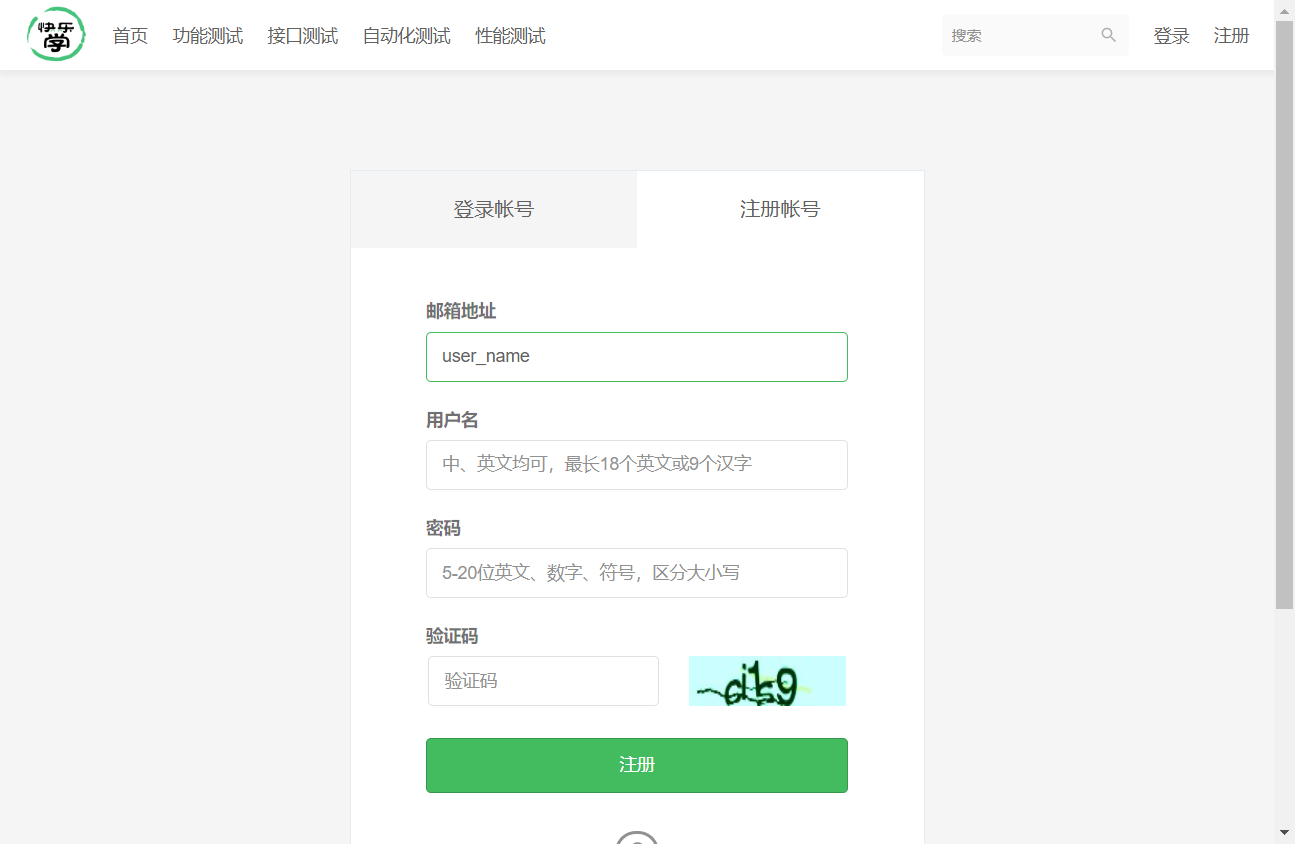 快乐
学
首页 功能测试 接口测试 自动化测试 性能测试 搜索 登录 注册
登录帐号 注册帐号
邮箱地址
user_name
用户名
中、英文均可，最长18个英文或9个汉字
密码
5-20位英文、数字、符号，区分大小写
验证码
验证码
注册